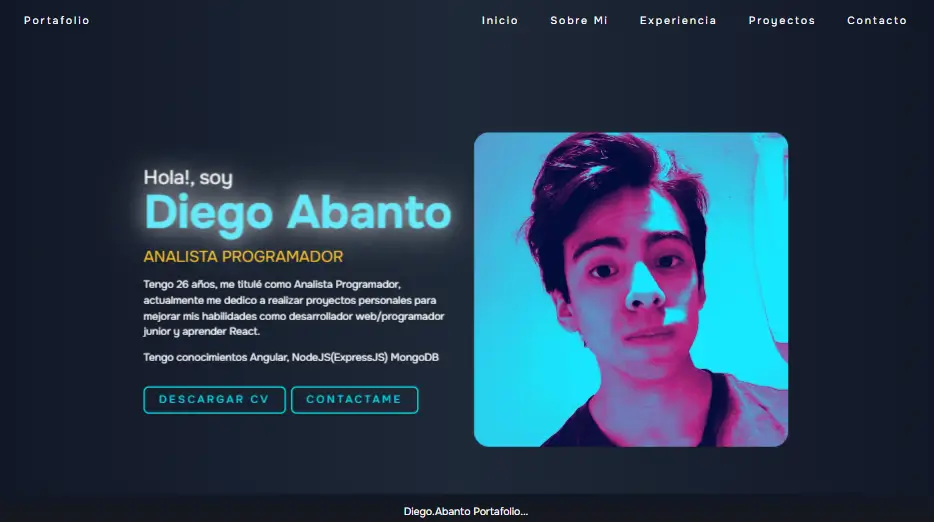 Portafolio
Inicio
Sobre Mi
Experiencia
Proyectos
Contacto
Hola!, soy
Diego Abanto
ANALISTA PROGRAMADOR
Tengo 26 años, me titulé como Analista Programador,
actualmente me dedico a realizar proyectos personales para
mejorar mis habilidades como desarrollador web/programador
junior y aprender React.
Tengo conocimientos Angular, NodeJS(ExpressJS) MongoDB
DESCARGAR CV
CONTACTAME
Diego.Abanto Portafolio...